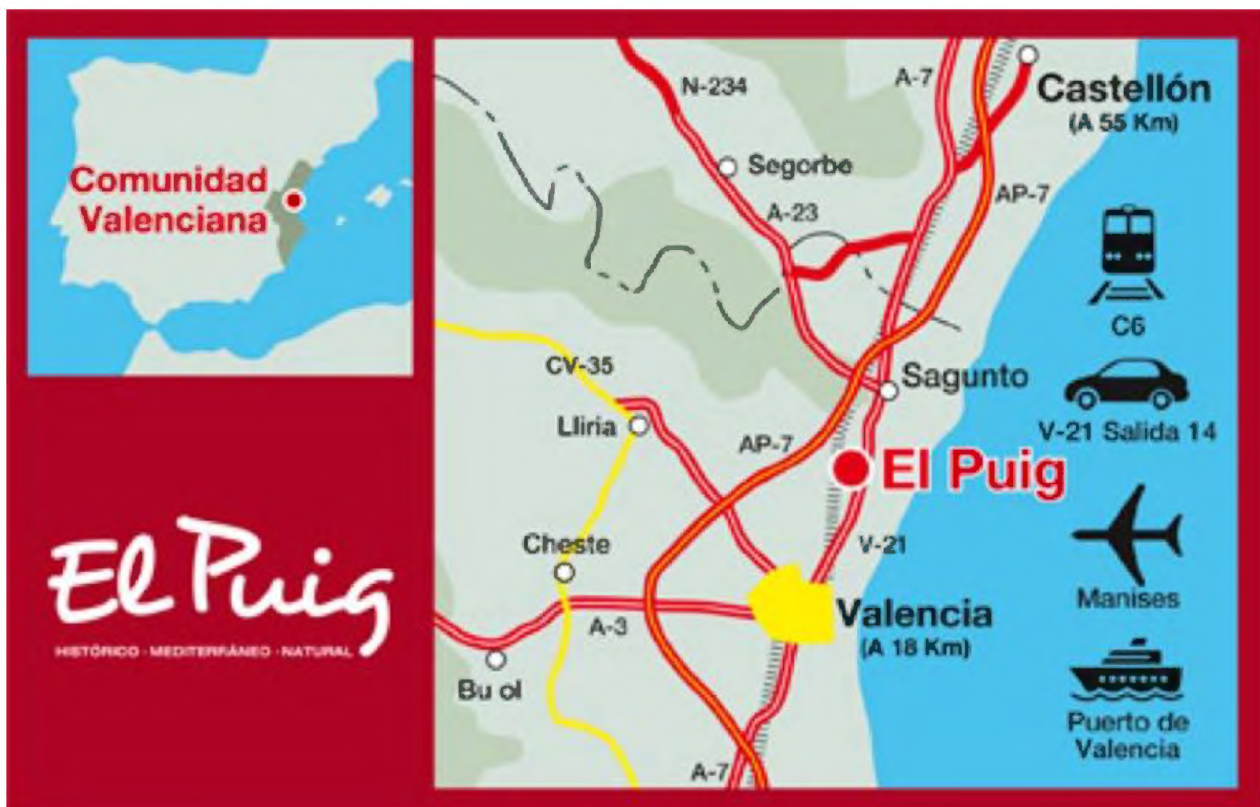 Comunidad
Valenciana
El Puig
HISTÓRICO · MEDITERRÁNEO · NATURAL
N-234
A-7
Castellón
(A 55 Km)
Segorbe
A-23
AP-7
C6
CV-35
Sagunto
V-21 Salida 14
Lliria
AP-7
El Puig
Cheste
V-21
Manises
A-3
Valencia
(A 18 Km)
Bu ol
Puerto de
Valencia
A-7